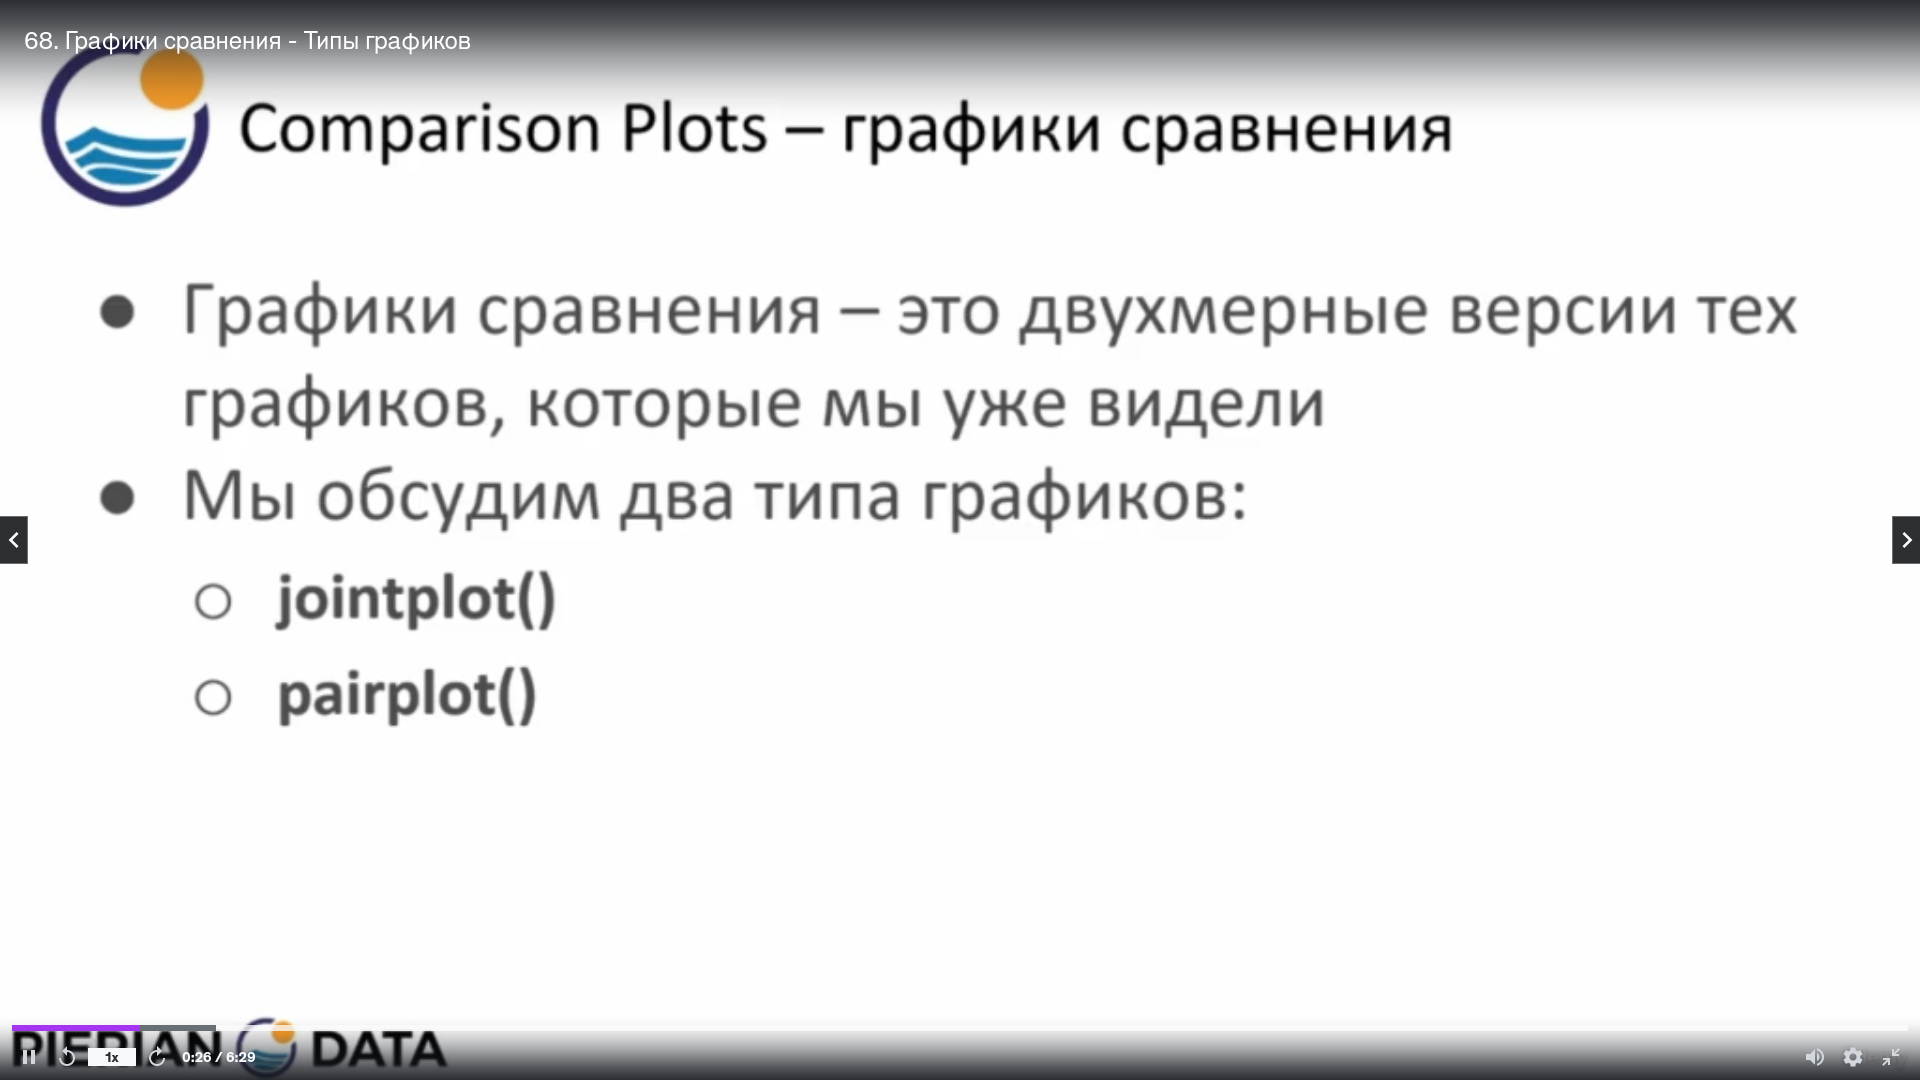 68. Графики сравнения - Типы графиков
Comparison Plots – графики сравнения
● Графики сравнения – это двухмерные версии тех
графиков, которые мы уже видели
● Мы обсудим два типа графиков:
○ jointplot()
○ pairplot()
PIERIAN DATA
1x 0:26 / 6:29